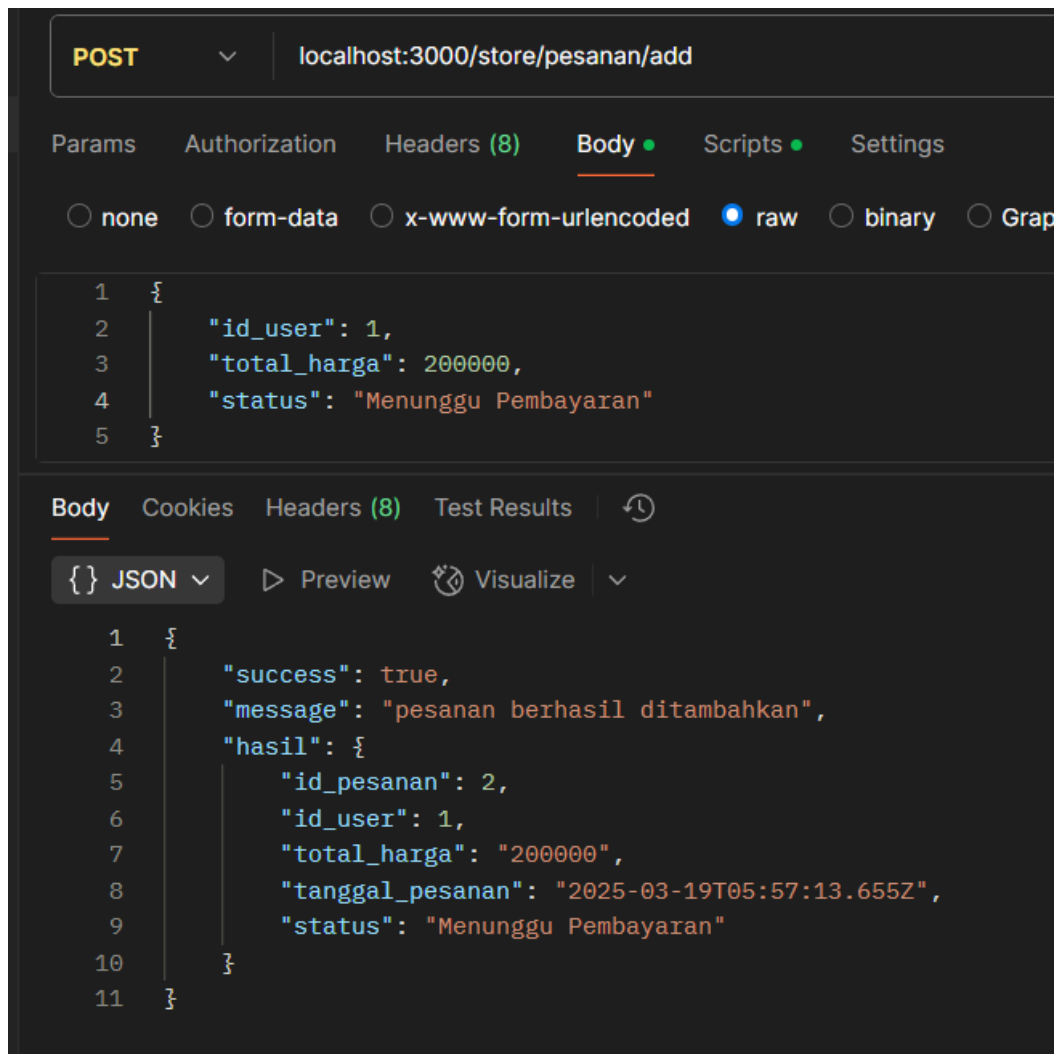 POST localhost:3000/store/pesanan/add
Params Authorization Headers (8) Body Scripts Settings
none form-data x-www-form-urlencoded raw binary Grap
1 {
2 "id_user": 1,
3 "total_harga": 200000,
4 "status": "Menunggu Pembayaran"
5 }
Body Cookies Headers (8) Test Results
{} JSON Preview Visualize
1 {
2 "success": true,
3 "message": "pesanan berhasil ditambahkan",
4 "hasil": {
5 "id_pesanan": 2,
6 "id_user": 1,
7 "total_harga": "200000",
8 "tanggal_pesanan": "2025-03-19T05:57:13.655Z",
9 "status": "Menunggu Pembayaran"
10 }
11 }